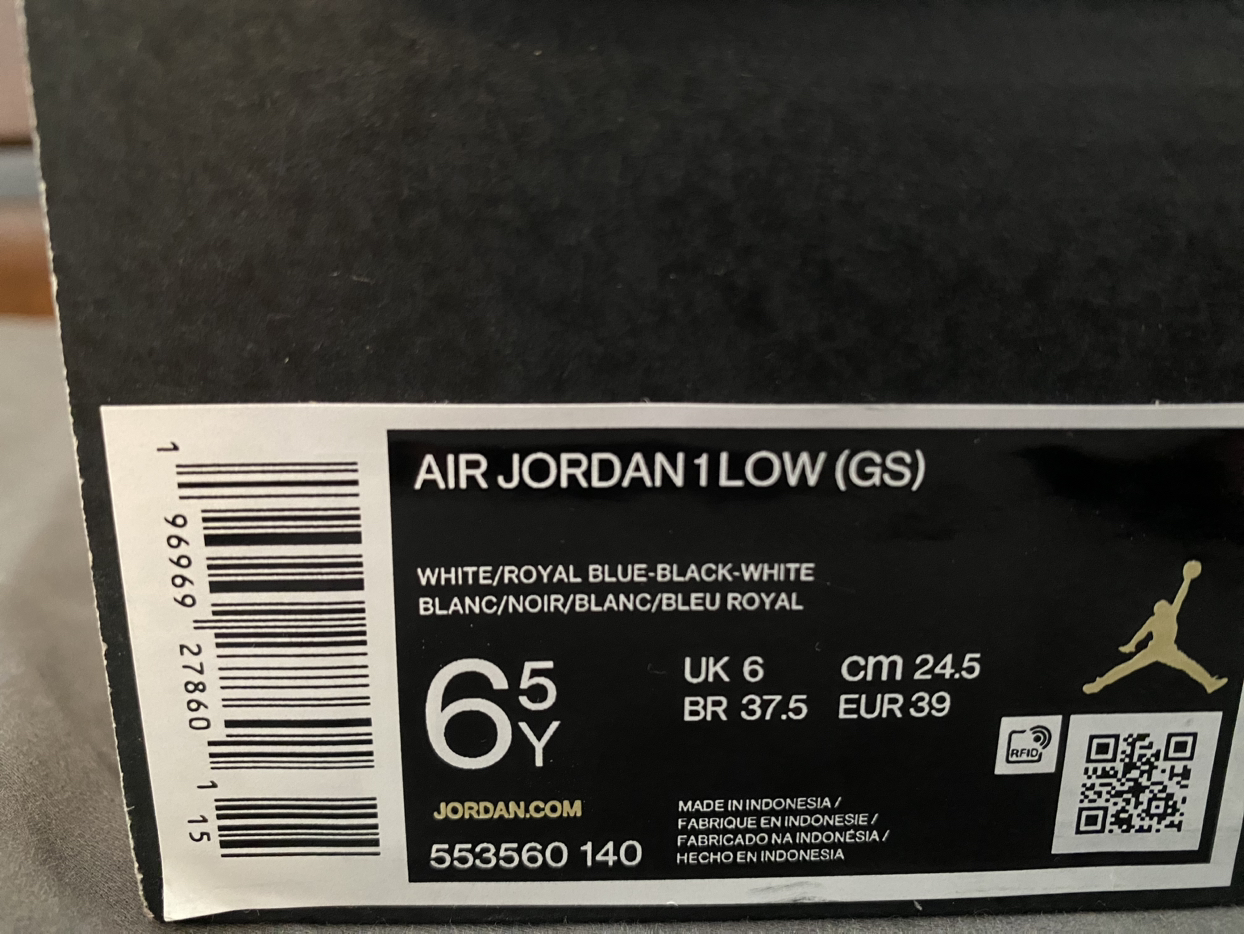 1 96969 27860 1 15
AIR JORDAN 1 LOW (GS)
WHITE/ROYAL BLUE-BLACK-WHITE
BLANC/NOIR/BLANC/BLEU ROYAL
6 5 Y
UK 6 cm 24.5
BR 37.5 EUR 39
RFID
JORDAN.COM
553560 140
MADE IN INDONESIA /
FABRIQUE EN INDONESIE /
FABRICADO NA INDONÉSIA /
HECHO EN INDONESIA